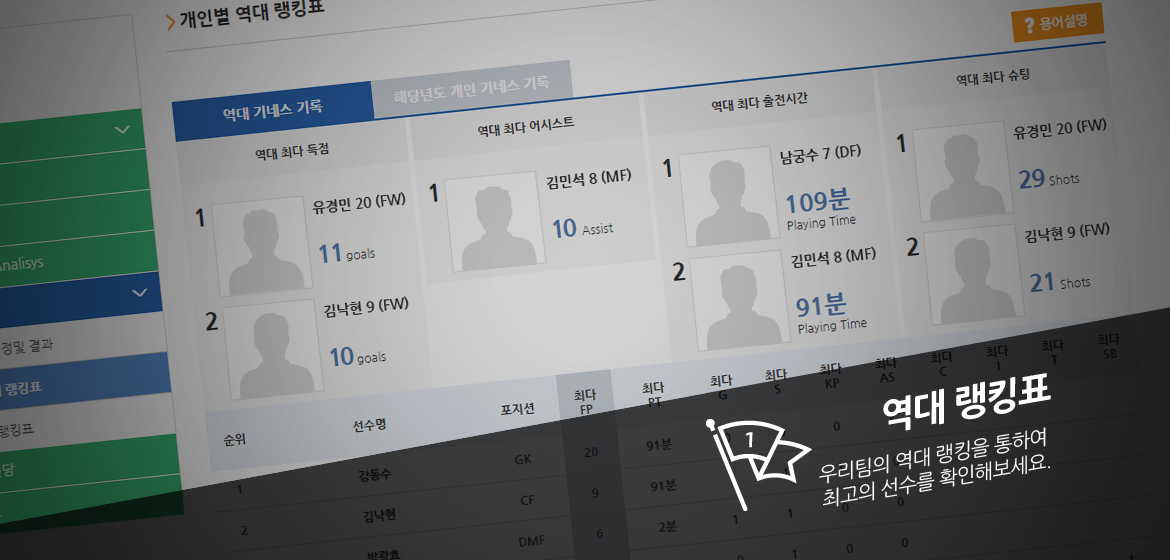 개인별 역대 랭킹표
? 용어설명
역대 기네스 기록
해당년도 개인 기네스 기록
역대 최다 득점
1
유경민 20 (FW)
11 goals
2
김낙현 9 (FW)
10 goals
역대 최다 어시스트
1
김민석 8 (MF)
10 Assist
역대 최다 출전시간
1
남궁수 7 (DF)
109분
Playing Time
2
김민석 8 (MF)
91분
Playing Time
역대 최다 슈팅
1
유경민 20 (FW)
29 Shots
2
김낙현 9 (FW)
21 Shots
Analisys
정및 결과
랭킹표
랭킹표
당
순위 선수명 포지션 최다 FP 최다 PT 최다 G 최다 S 최다 KP 최다 AS 최다 C 최다 I 최다 T 최다 SB
1 강동수 GK 20 91분 0
2 김낙현 CF 9 91분 0
박광효 DMF 6 2분 1 1 0 0
0 1 0 0
1
역대 랭킹표
우리팀의 역대 랭킹을 통하여
최고의 선수를 확인해보세요.